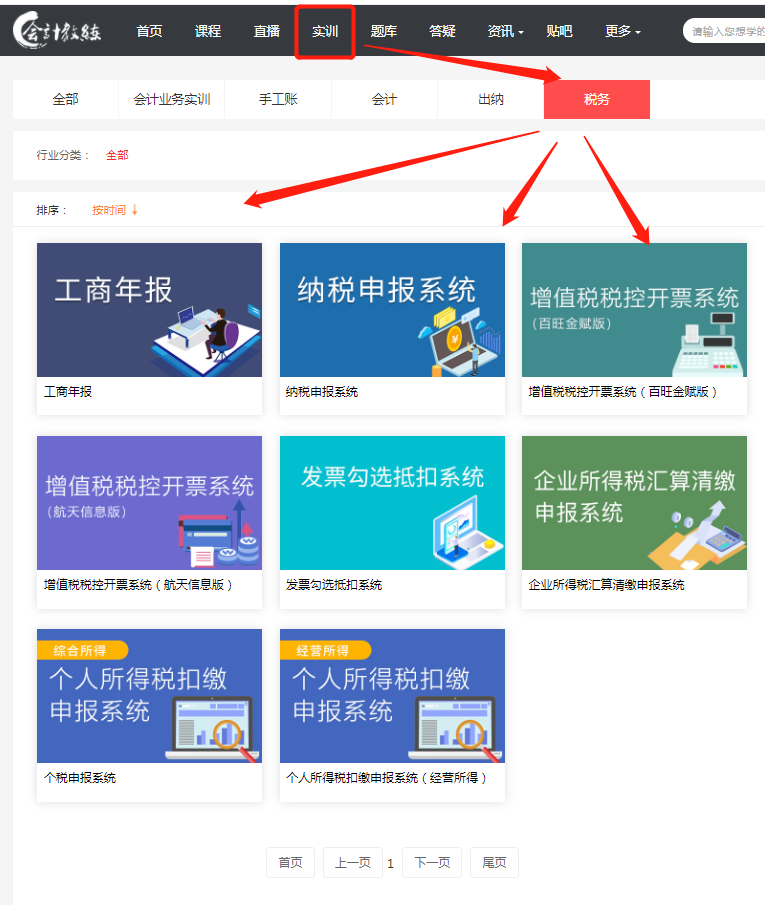 会计教练 首页 课程 直播 实训 题库 答疑 资讯 贴吧 更多 请输入您想学的
全部 会计业务实训 手工账 会计 出纳 税务
行业分类： 全部
排序： 按时间
工商年报
纳税申报系统
增值税税控开票系统
（百旺金赋版）
工商年报
纳税申报系统
增值税税控开票系统（百旺金赋版）
增值税税控开票系统
（航天信息版）
发票勾选抵扣系统
企业所得税汇算清缴
申报系统
增值税税控开票系统（航天信息版）
发票勾选抵扣系统
企业所得税汇算清缴申报系统
综合所得
个人所得税扣缴
申报系统
经营所得
个人所得税扣缴
申报系统
个税申报系统
个人所得税扣缴申报系统（经营所得）
首页 上一页 1 下一页 尾页